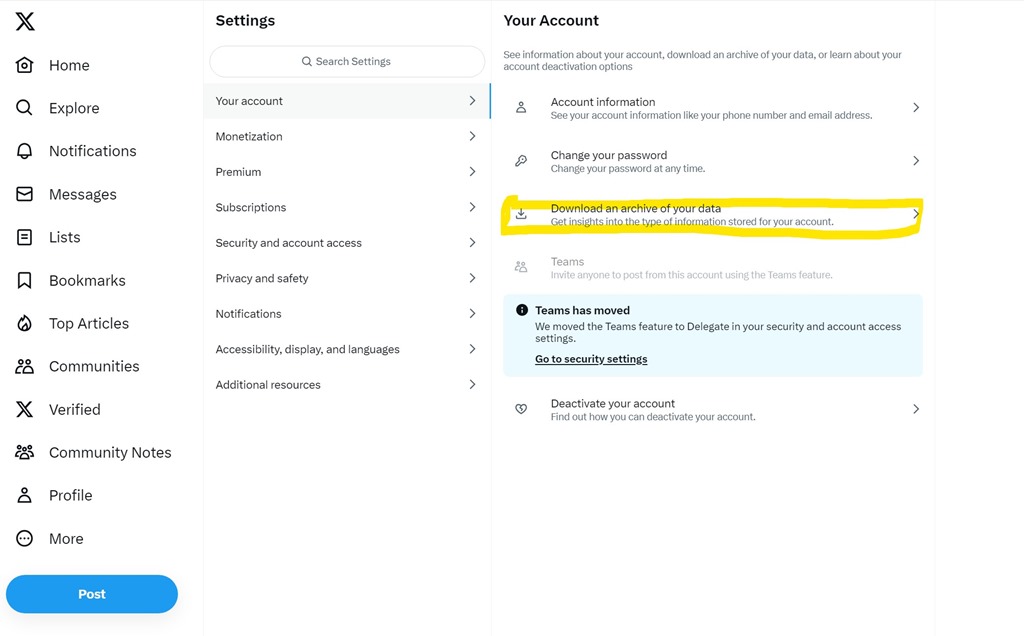 Home
Explore
Notifications
Messages
Lists
Bookmarks
Top Articles
Communities
Verified
Community Notes
Profile
More
Post
Settings
Search Settings
Your account
Monetization
Premium
Subscriptions
Security and account access
Privacy and safety
Notifications
Accessibility, display, and languages
Additional resources
Your Account
See information about your account, download an archive of your data, or learn about your
account deactivation options
Account information
See your account information like your phone number and email address.
Change your password
Change your password at any time.
Download an archive of your data
Get insights into the type of information stored for your account.
Teams
Invite anyone to post from this account using the Teams feature.
Teams has moved
We moved the Teams feature to Delegate in your security and account access
settings.
Go to security settings
Deactivate your account
Find out how you can deactivate your account.